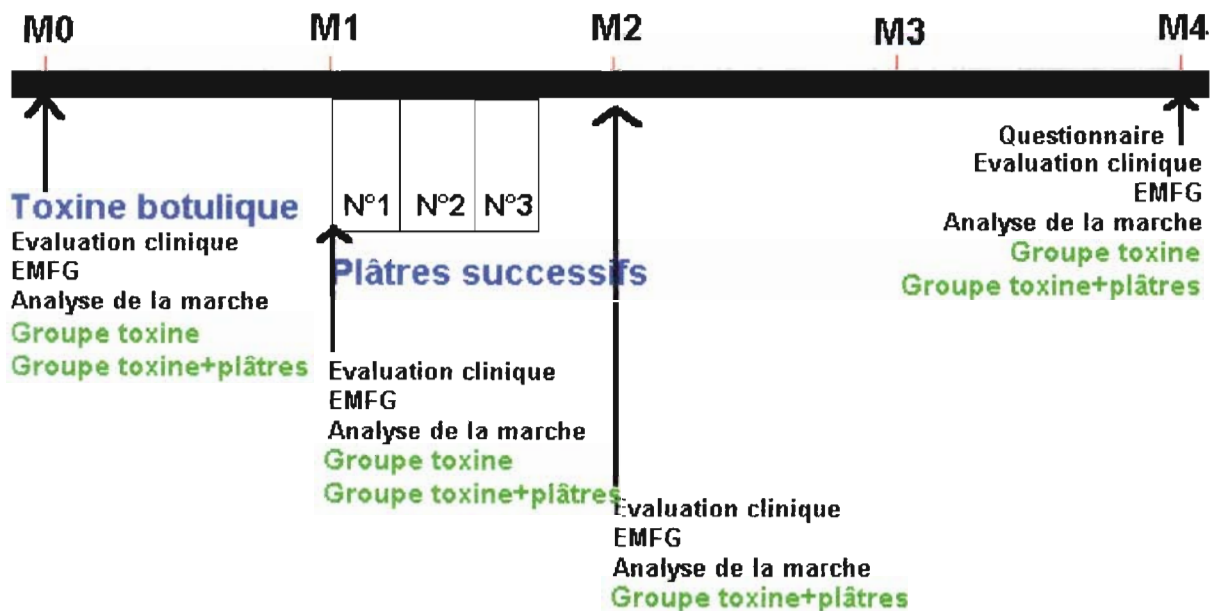 M0 M1 M2 M3 M4
Toxine botulique
Evaluation clinique
EMFG
Analyse de la marche
Groupe toxine
Groupe toxine+plâtres
N°1 N°2 N°3
Plâtres successifs
Evaluation clinique
EMFG
Analyse de la marche
Groupe toxine
Groupe toxine+plâtres
Evaluation clinique
EMFG
Analyse de la marche
Groupe toxine+plâtres
Questionnaire
Evaluation clinique
EMFG
Analyse de la marche
Groupe toxine
Groupe toxine+plâtres